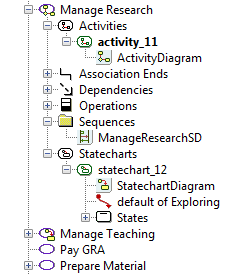 Manage Research
Activities
activity_11
ActivityDiagram
Association Ends
Dependencies
Operations
Sequences
ManageResearchSD
Statecharts
statechart_12
StatechartDiagram
default of Exploring
States
Manage Teaching
Pay GRA
Prepare Material